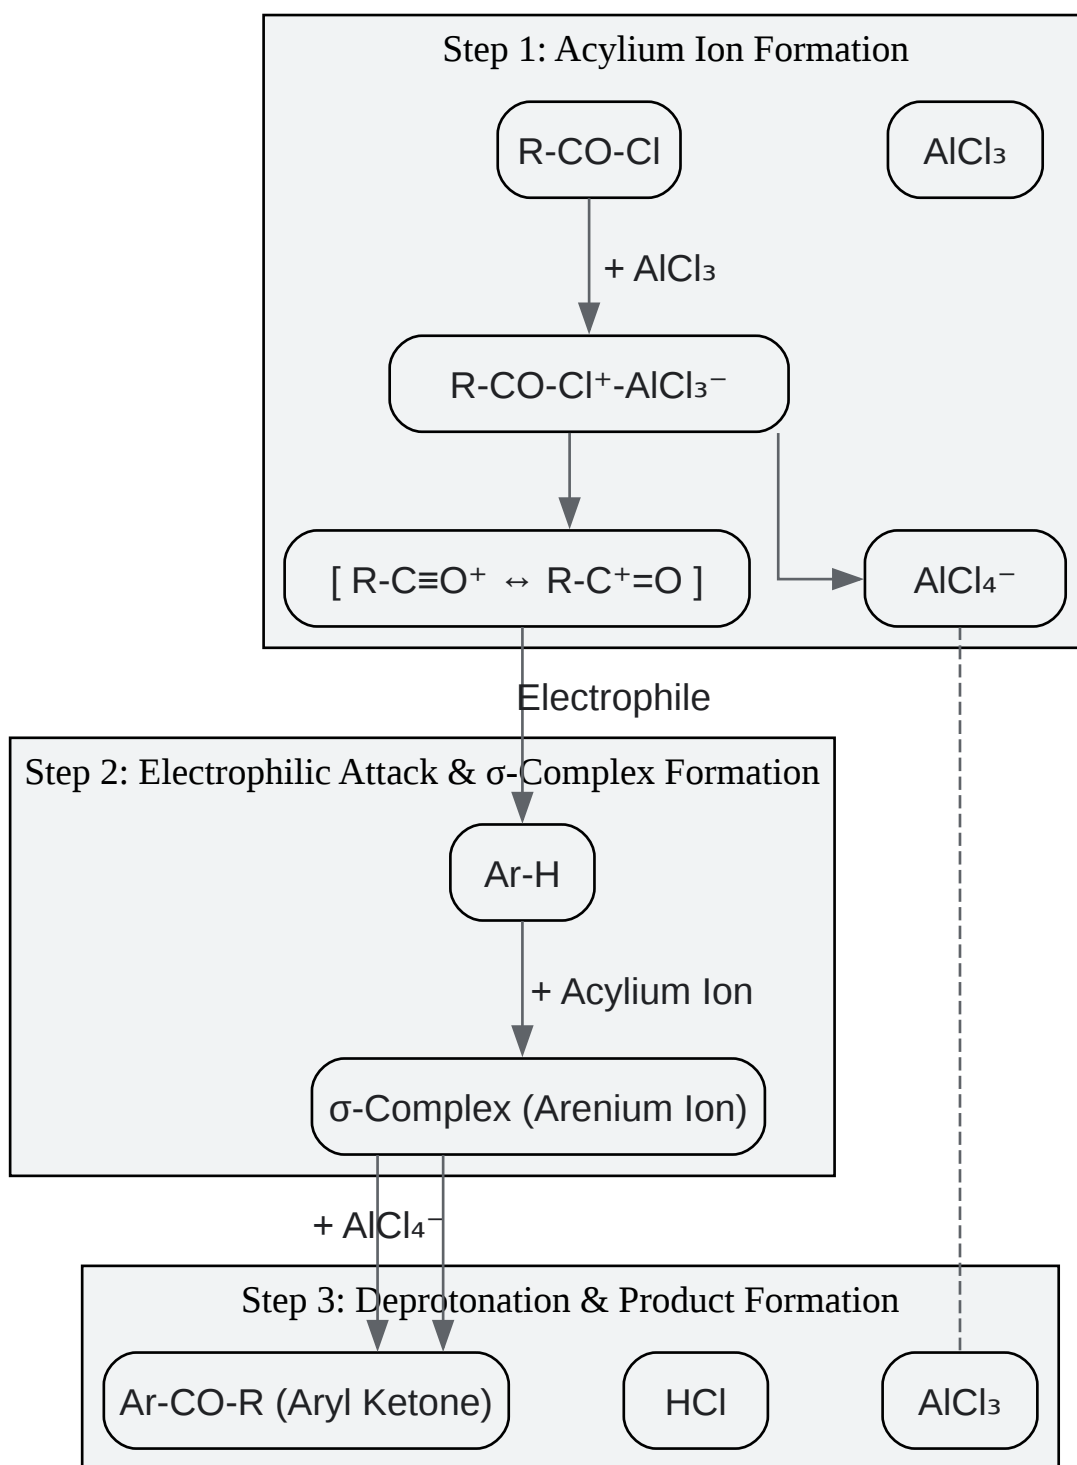 Step 1: Acylium Ion Formation
R-CO-Cl
AlCl₃
+ AlCl₃
R-CO-Cl⁺-AlCl₃⁻
[ R-C≡O⁺ ↔ R-C⁺=O ]
AlCl₄⁻
Electrophile
Step 2: Electrophilic Attack & σ-Complex Formation
Ar-H
+ Acylium Ion
σ-Complex (Arenium Ion)
+ AlCl₄⁻
Step 3: Deprotonation & Product Formation
Ar-CO-R (Aryl Ketone)
HCl
AlCl₃